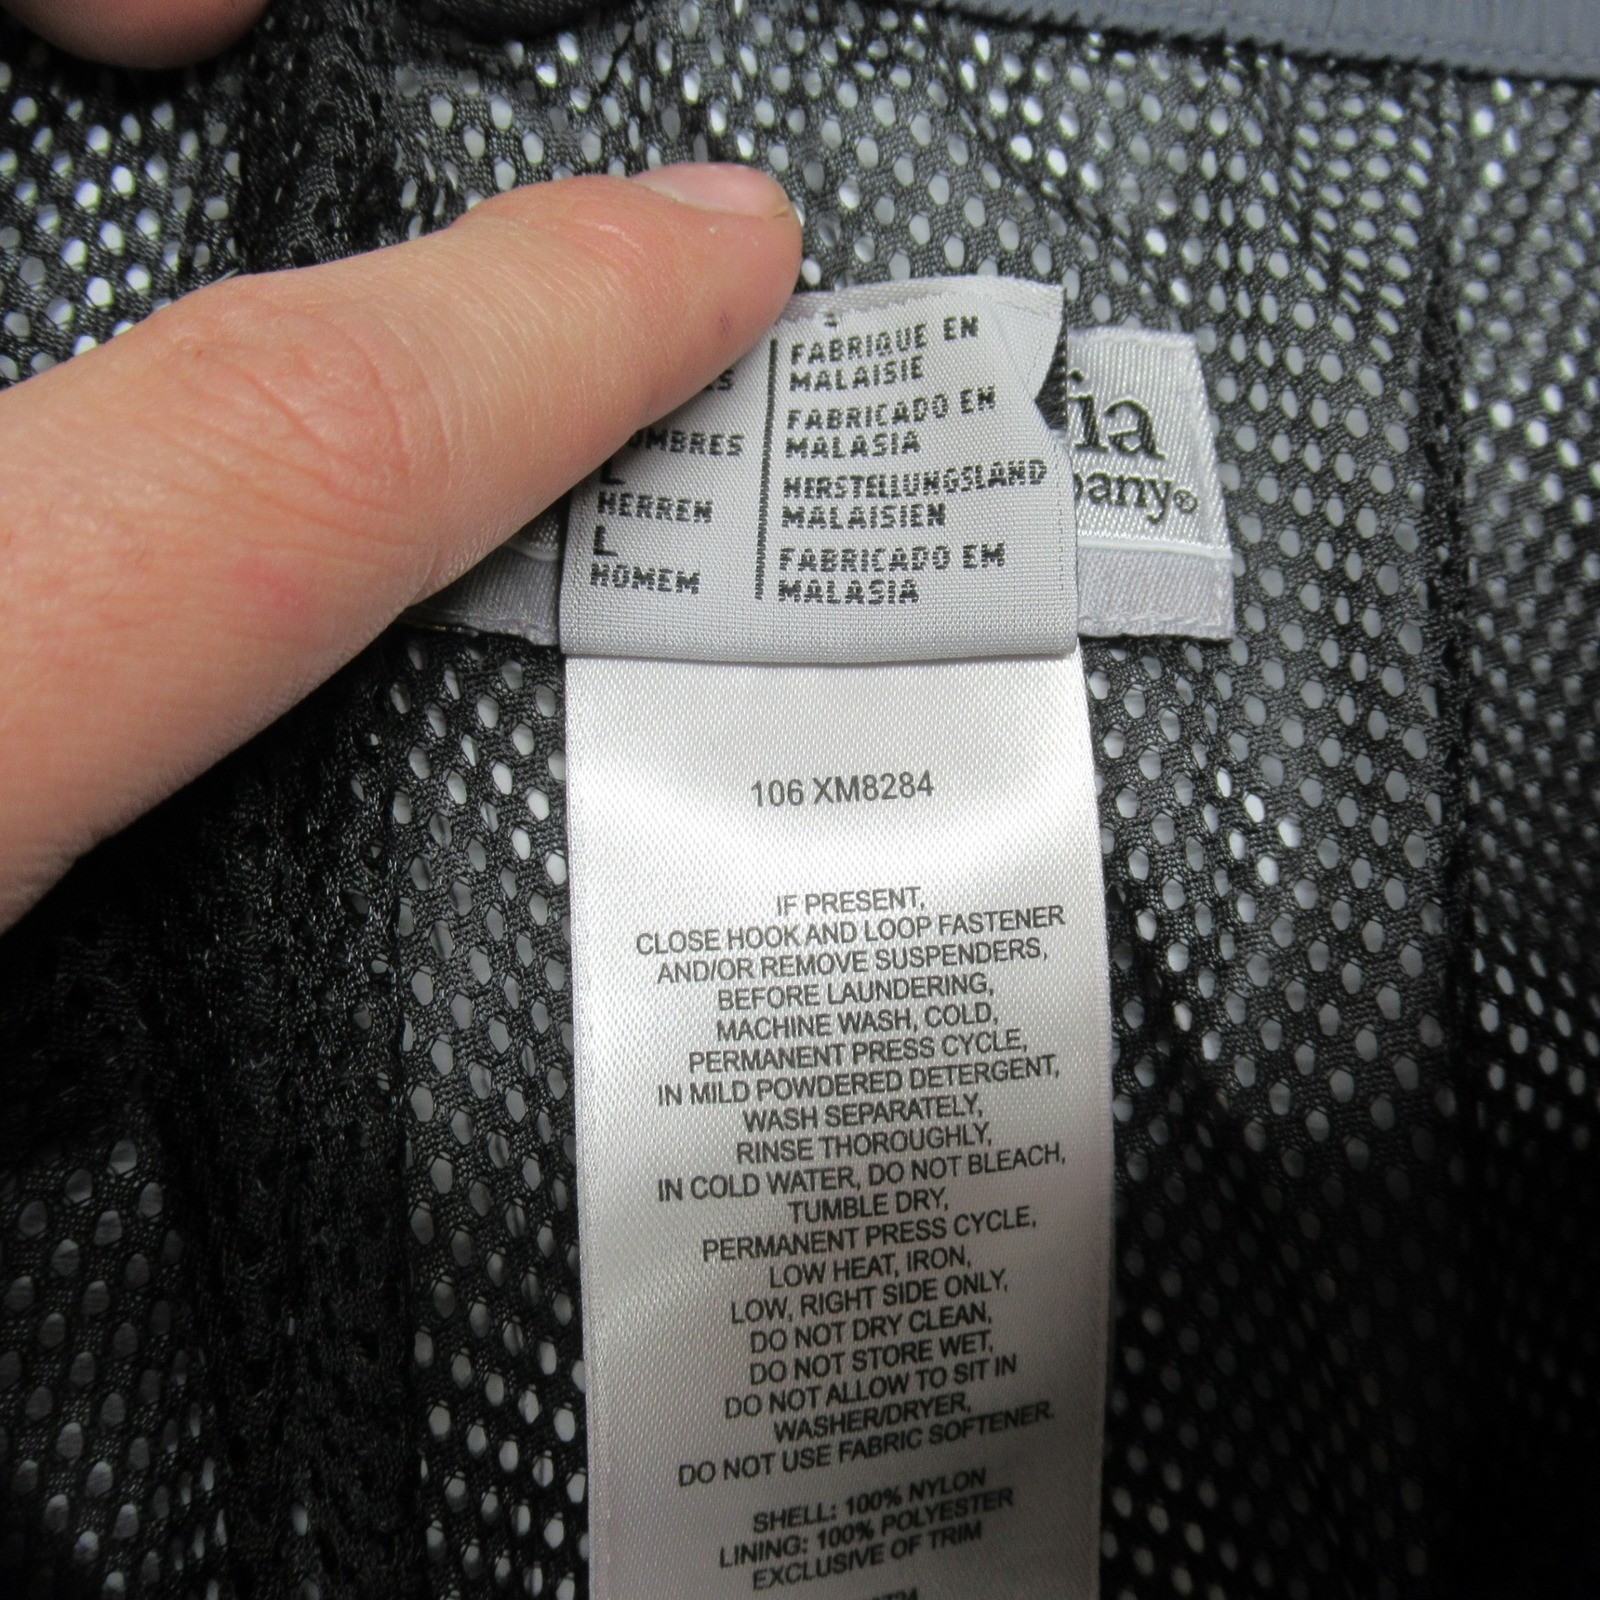 FABRIQUE EN
MALAISIE
FABRICADO EN
MALASIA
L
HERREN
HERSTELLUNGSLAND
MALAISIEN
L
HOMEM
FABRICADO EM
MALASIA
106 XM8284
IF PRESENT,
CLOSE HOOK AND LOOP FASTENER
AND/OR REMOVE SUSPENDERS,
BEFORE LAUNDERING,
MACHINE WASH, COLD,
PERMANENT PRESS CYCLE,
IN MILD POWDERED DETERGENT,
WASH SEPARATELY,
RINSE THOROUGHLY,
IN COLD WATER, DO NOT BLEACH,
TUMBLE DRY,
PERMANENT PRESS CYCLE,
LOW HEAT, IRON,
LOW, RIGHT SIDE ONLY,
DO NOT DRY CLEAN,
DO NOT STORE WET,
DO NOT ALLOW TO SIT IN
WASHER/DRYER,
DO NOT USE FABRIC SOFTENER.
SHELL: 100% NYLON
LINING: 100% POLYESTER
EXCLUSIVE OF TRIM